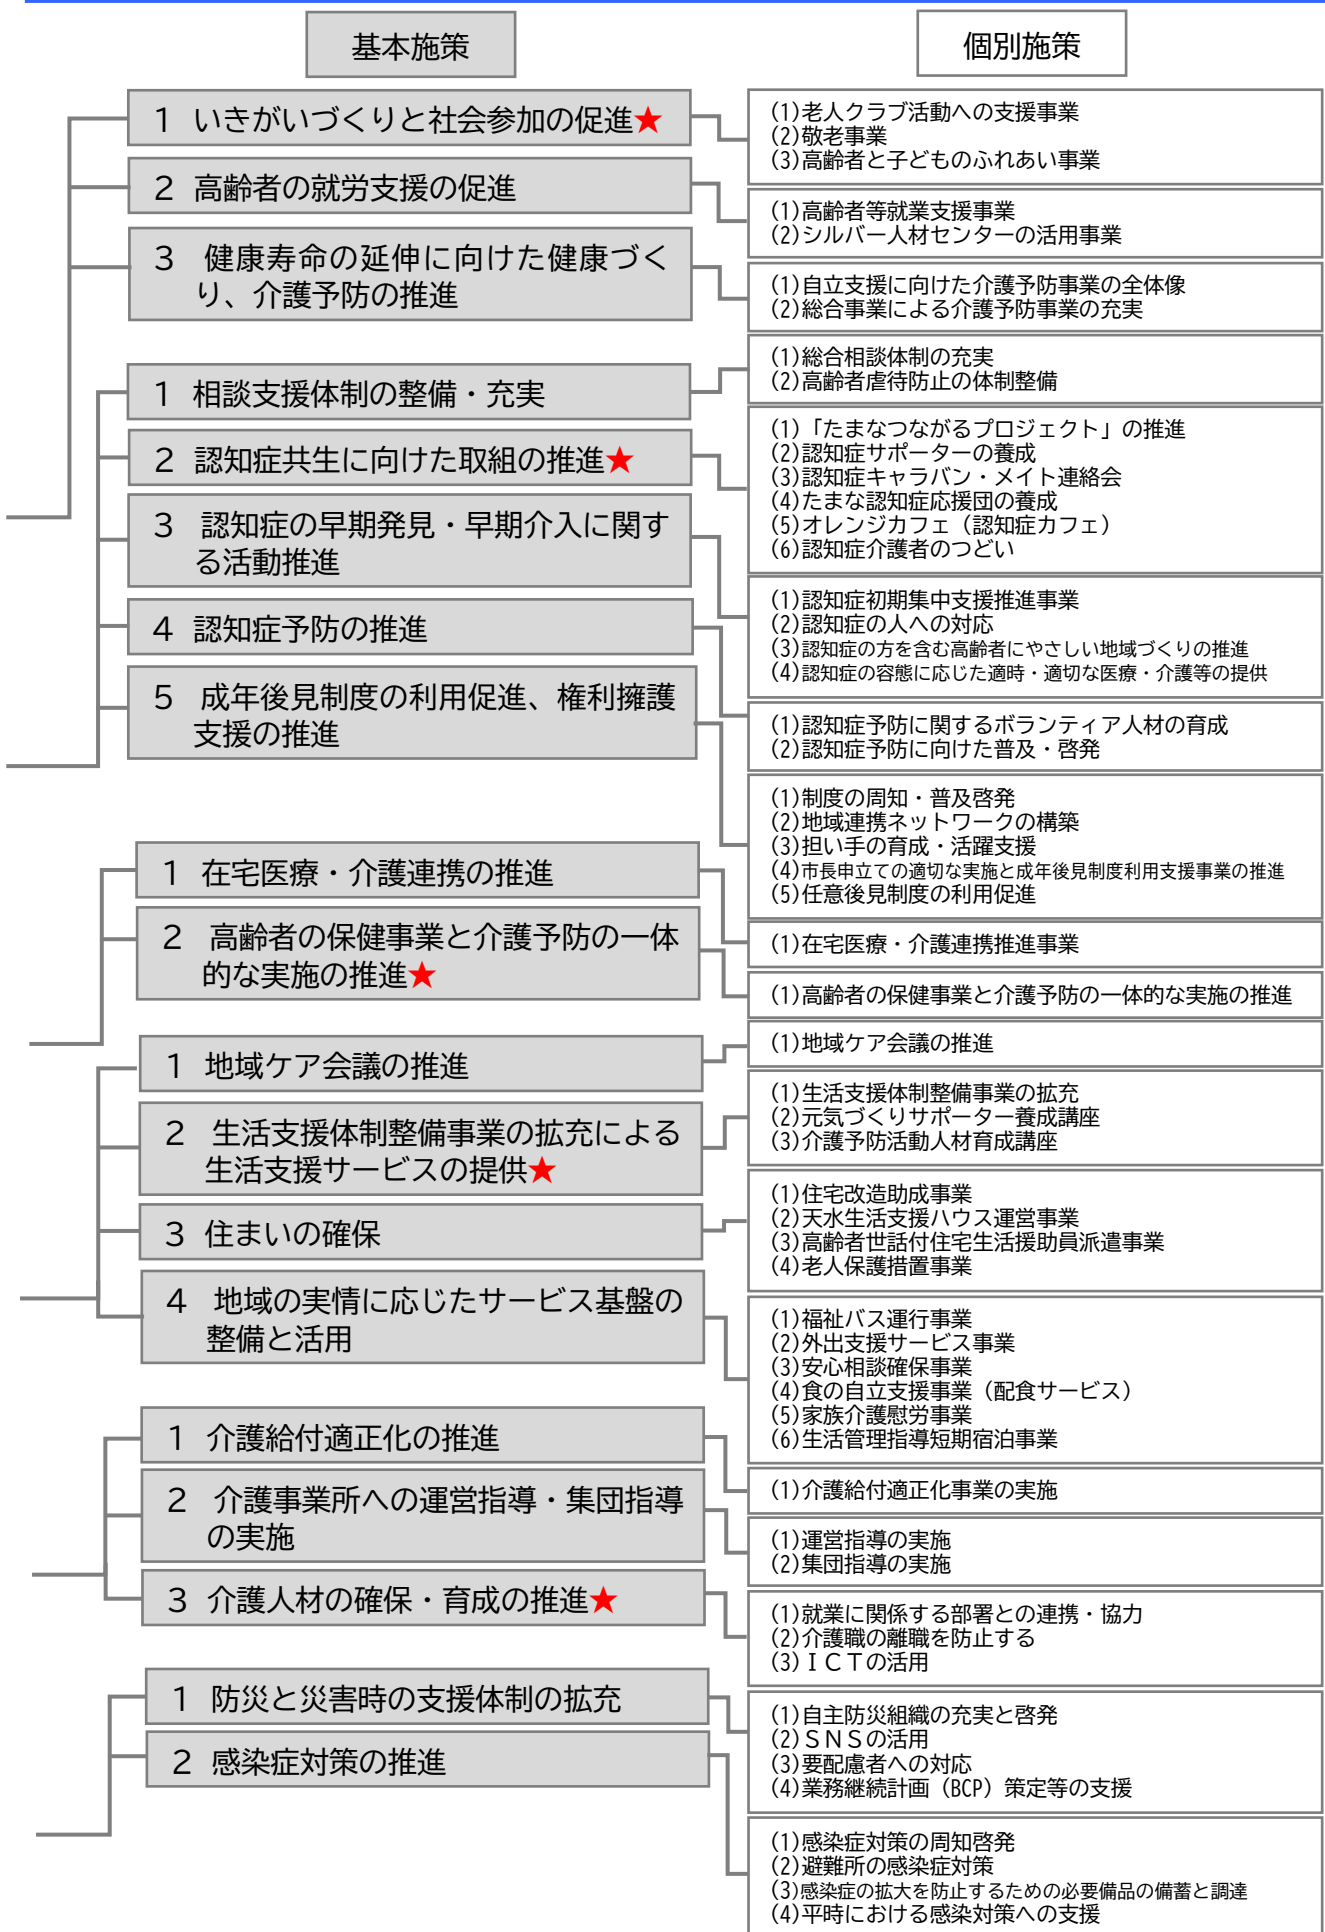 基本施策
個別施策
1 いきがいづくりと社会参加の促進★
(1)老人クラブ活動への支援事業
(2)敬老事業
(3)高齢者と子どものふれあい事業
2 高齢者の就労支援の促進
(1)高齢者等就業支援事業
(2)シルバー人材センターの活用事業
3 健康寿命の延伸に向けた健康づく
り、介護予防の推進
(1)自立支援に向けた介護予防事業の全体像
(2)総合事業による介護予防事業の充実
1 相談支援体制の整備・充実
(1)総合相談体制の充実
(2)高齢者虐待防止の体制整備
2 認知症共生に向けた取組の推進★
(1)「たまなつながるプロジェクト」の推進
(2)認知症サポーターの養成
(3)認知症キャラバン・メイト連絡会
(4)たまな認知症応援団の養成
(5)オレンジカフェ（認知症カフェ）
(6)認知症介護者のつどい
3 認知症の早期発見・早期介入に関す
る活動推進
(1)認知症初期集中支援推進事業
(2)認知症の人への対応
(3)認知症の方を含む高齢者にやさしい地域づくりの推進
(4)認知症の容態に応じた適時・適切な医療・介護等の提供
4 認知症予防の推進
(1)認知症予防に関するボランティア人材の育成
(2)認知症予防に向けた普及・啓発
5 成年後見制度の利用促進、権利擁護
支援の推進
(1)制度の周知・普及啓発
(2)地域連携ネットワークの構築
(3)担い手の育成・活躍支援
(4)市長申立ての適切な実施と成年後見制度利用支援事業の推進
(5)任意後見制度の利用促進
1 在宅医療・介護連携の推進
(1)在宅医療・介護連携推進事業
2 高齢者の保健事業と介護予防の一体
的な実施の推進★
(1)高齢者の保健事業と介護予防の一体的な実施の推進
1 地域ケア会議の推進
(1)地域ケア会議の推進
2 生活支援体制整備事業の拡充による
生活支援サービスの提供★
(1)生活支援体制整備事業の拡充
(2)元気づくりサポーター養成講座
(3)介護予防活動人材育成講座
3 住まいの確保
(1)住宅改造助成事業
(2)天水生活支援ハウス運営事業
(3)高齢者世話付住宅生活援助員派遣事業
(4)老人保護措置事業
4 地域の実情に応じたサービス基盤の
整備と活用
(1)福祉バス運行事業
(2)外出支援サービス事業
(3)安心相談確保事業
(4)食の自立支援事業（配食サービス）
(5)家族介護慰労事業
(6)生活管理指導短期宿泊事業
1 介護給付適正化の推進
(1)介護給付適正化事業の実施
2 介護事業所への運営指導・集団指導
の実施
(1)運営指導の実施
(2)集団指導の実施
3 介護人材の確保・育成の推進★
(1)就業に関係する部署との連携・協力
(2)介護職の離職を防止する
(3)ＩＣＴの活用
1 防災と災害時の支援体制の拡充
(1)自主防災組織の充実と啓発
(2)ＳＮＳの活用
(3)要配慮者への対応
(4)業務継続計画（BCP）策定等の支援
2 感染症対策の推進
(1)感染症対策の周知啓発
(2)避難所の感染症対策
(3)感染症の拡大を防止するための必要備品の備蓄と調達
(4)平時における感染対策への支援